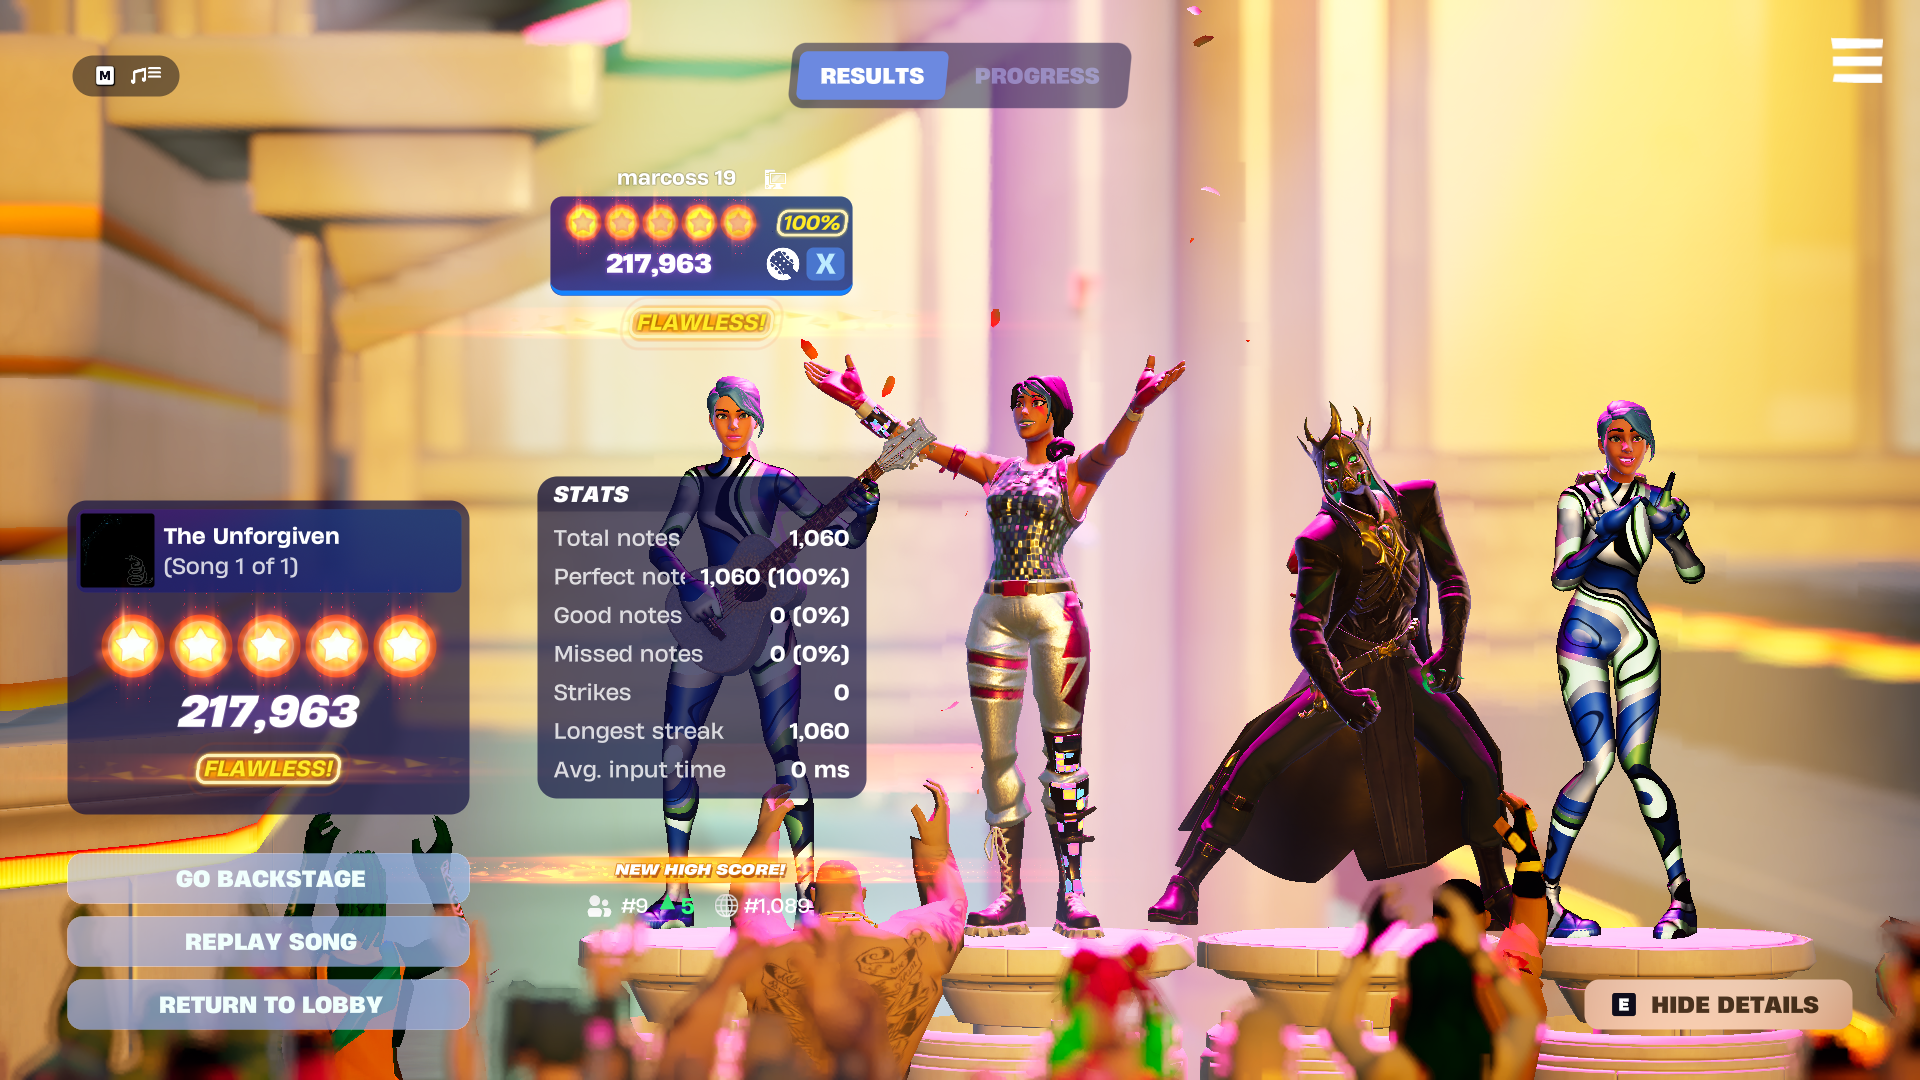 M
RESULTS
PROGRESS
marcoss 19
100%
217,963
X
FLAWLESS!
The Unforgiven
(Song 1 of 1)
217,963
FLAWLESS!
STATS
Total notes 1,060
Perfect note 1,060 (100%)
Good notes 0 (0%)
Missed notes 0 (0%)
Strikes 0
Longest streak 1,060
Avg. input time 0 ms
NEW HIGH SCORE!
#9 5 #1,089
GO BACKSTAGE
REPLAY SONG
RETURN TO LOBBY
E HIDE DETAILS